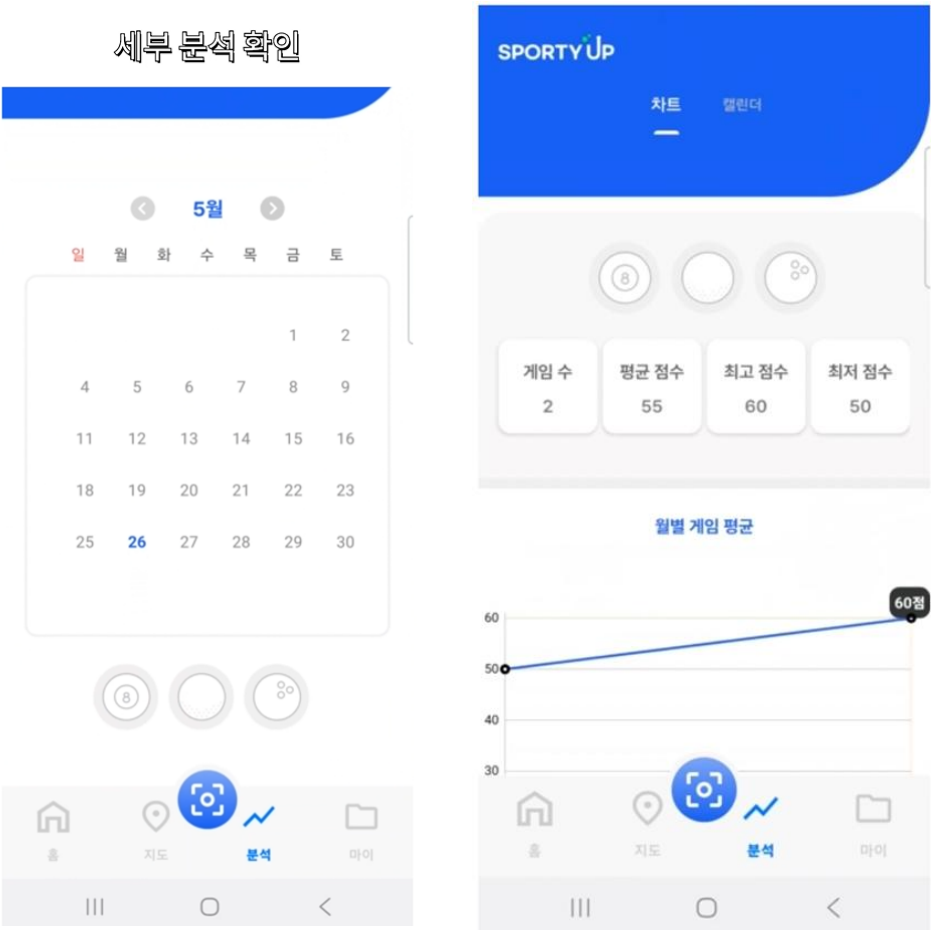 세부 분석 확인
5월
일 월 화 수 목 금 토
1 2
4 5 6 7 8 9
11 12 13 14 15 16
18 19 20 21 22 23
25 26 27 28 29 30
8
홈 지도 분석 마이
SPORTY UP
차트 캘린더
8
게임 수 평균 점수 최고 점수 최저 점수
2 55 60 50
월별 게임 평균
60점
60
50
40
30
홈 지도 분석 마이